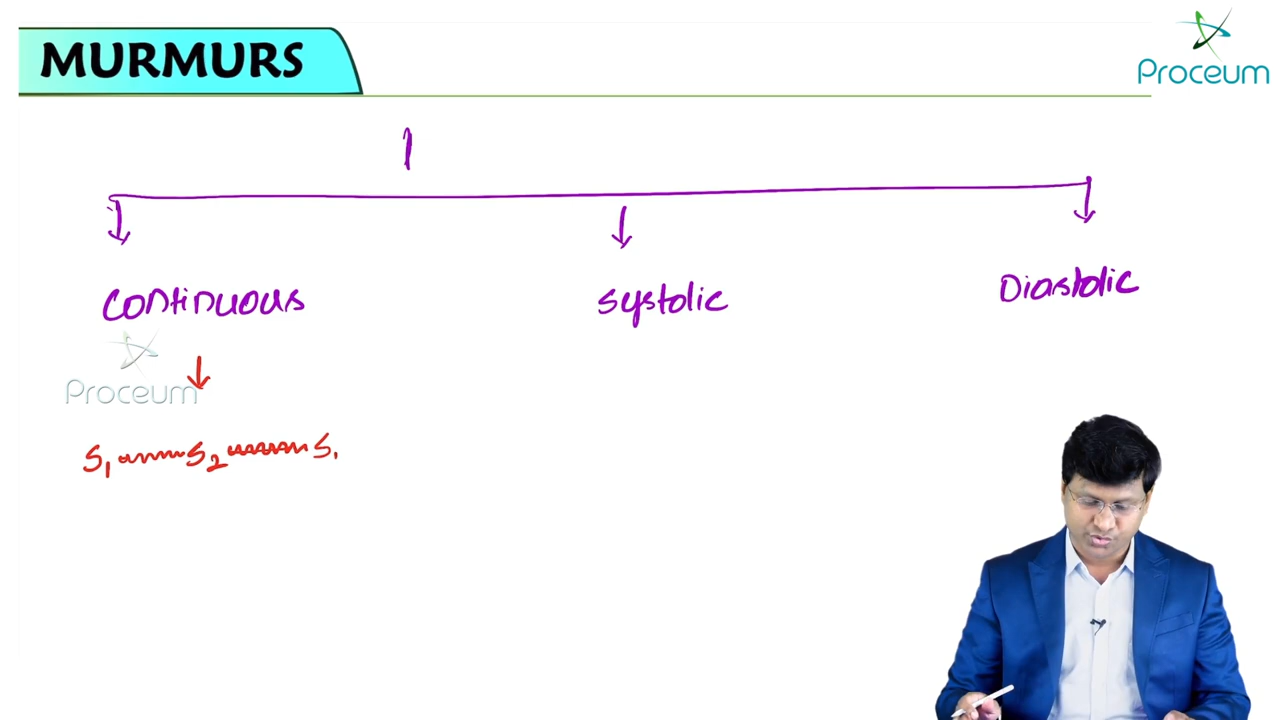 MURMURS
Proceum
continuous systolic Diastolic
Proceum
S₁ S₂ S₁